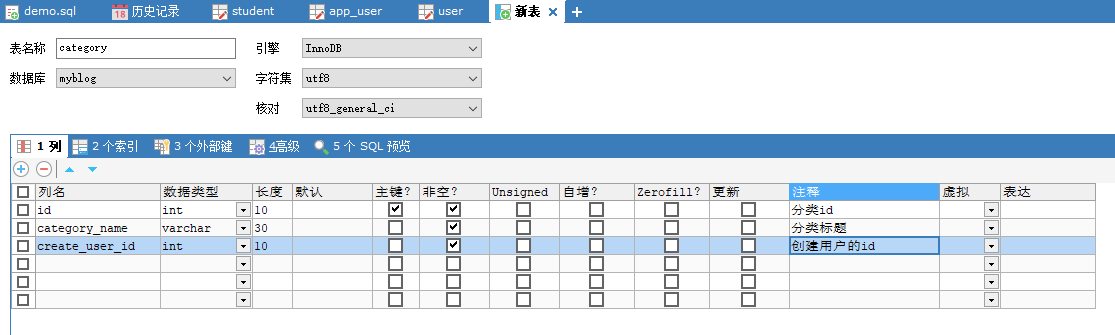 demo.sql 历史记录 student app_user user 新表
表名称 category 引擎 InnoDB
数据库 myblog 字符集 utf8
核对 utf8_general_ci
1 列 2 个索引 3 个外部键 4高级 5 个 SQL 预览
列名 数据类型 长度 默认 主键? 非空? Unsigned 自增? Zerofill? 更新 注释 虚拟 表达
id int 10 分类id
category_name varchar 30 分类标题
create_user_id int 10 创建用户的id